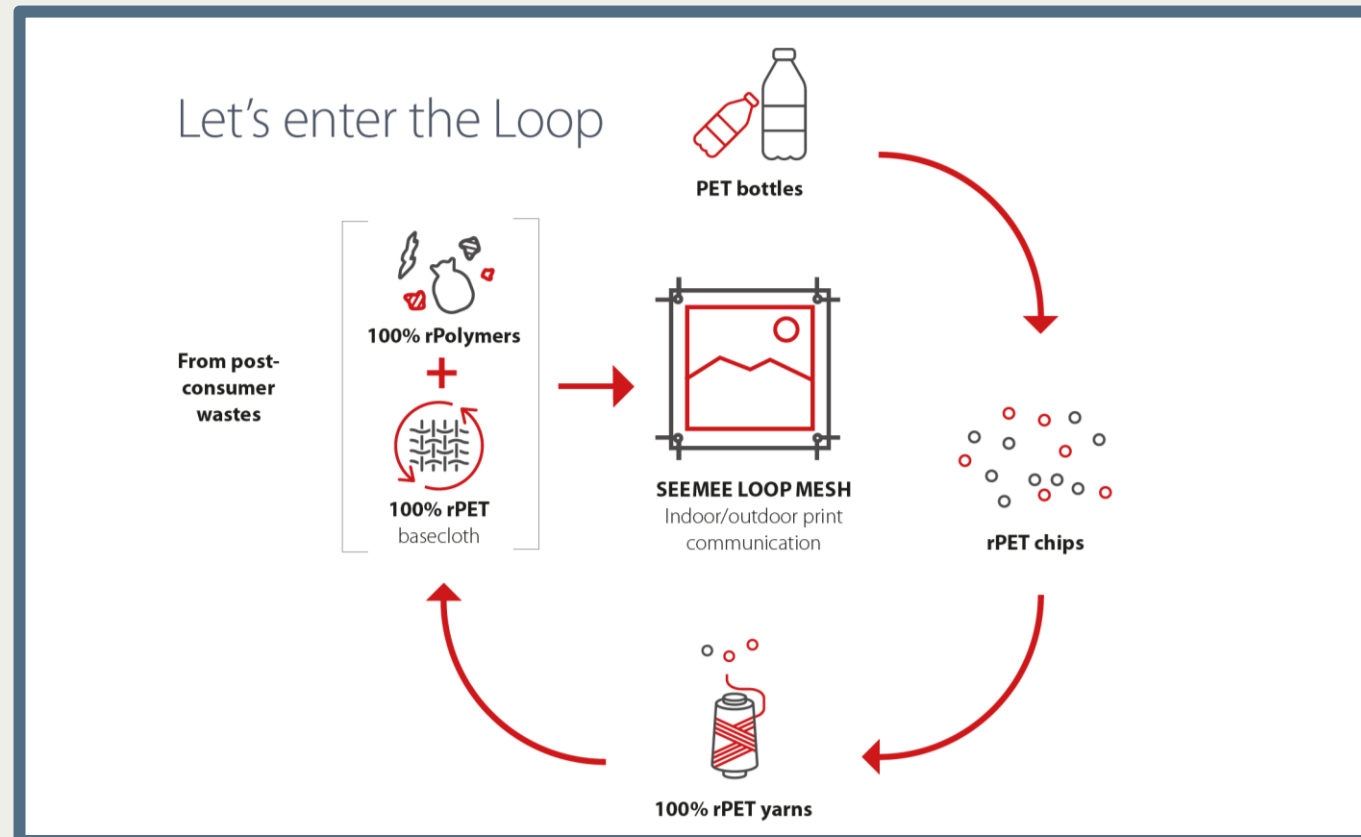 Let's enter the Loop
PET bottles
100% rPolymers
+
From post-
consumer
wastes
100% rPET
basecloth
SEEMEE LOOP MESH
Indoor/outdoor print
communication
rPET chips
100% rPET yarns